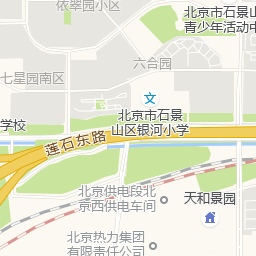 依翠园小区
北京市石景山
青少年活动中
六合园
七星园南区
北京市石景
山区银河小学
学校
莲石东路
北京供电段北
京西供电车间
天和景园
北京热力集团
有限责任公司